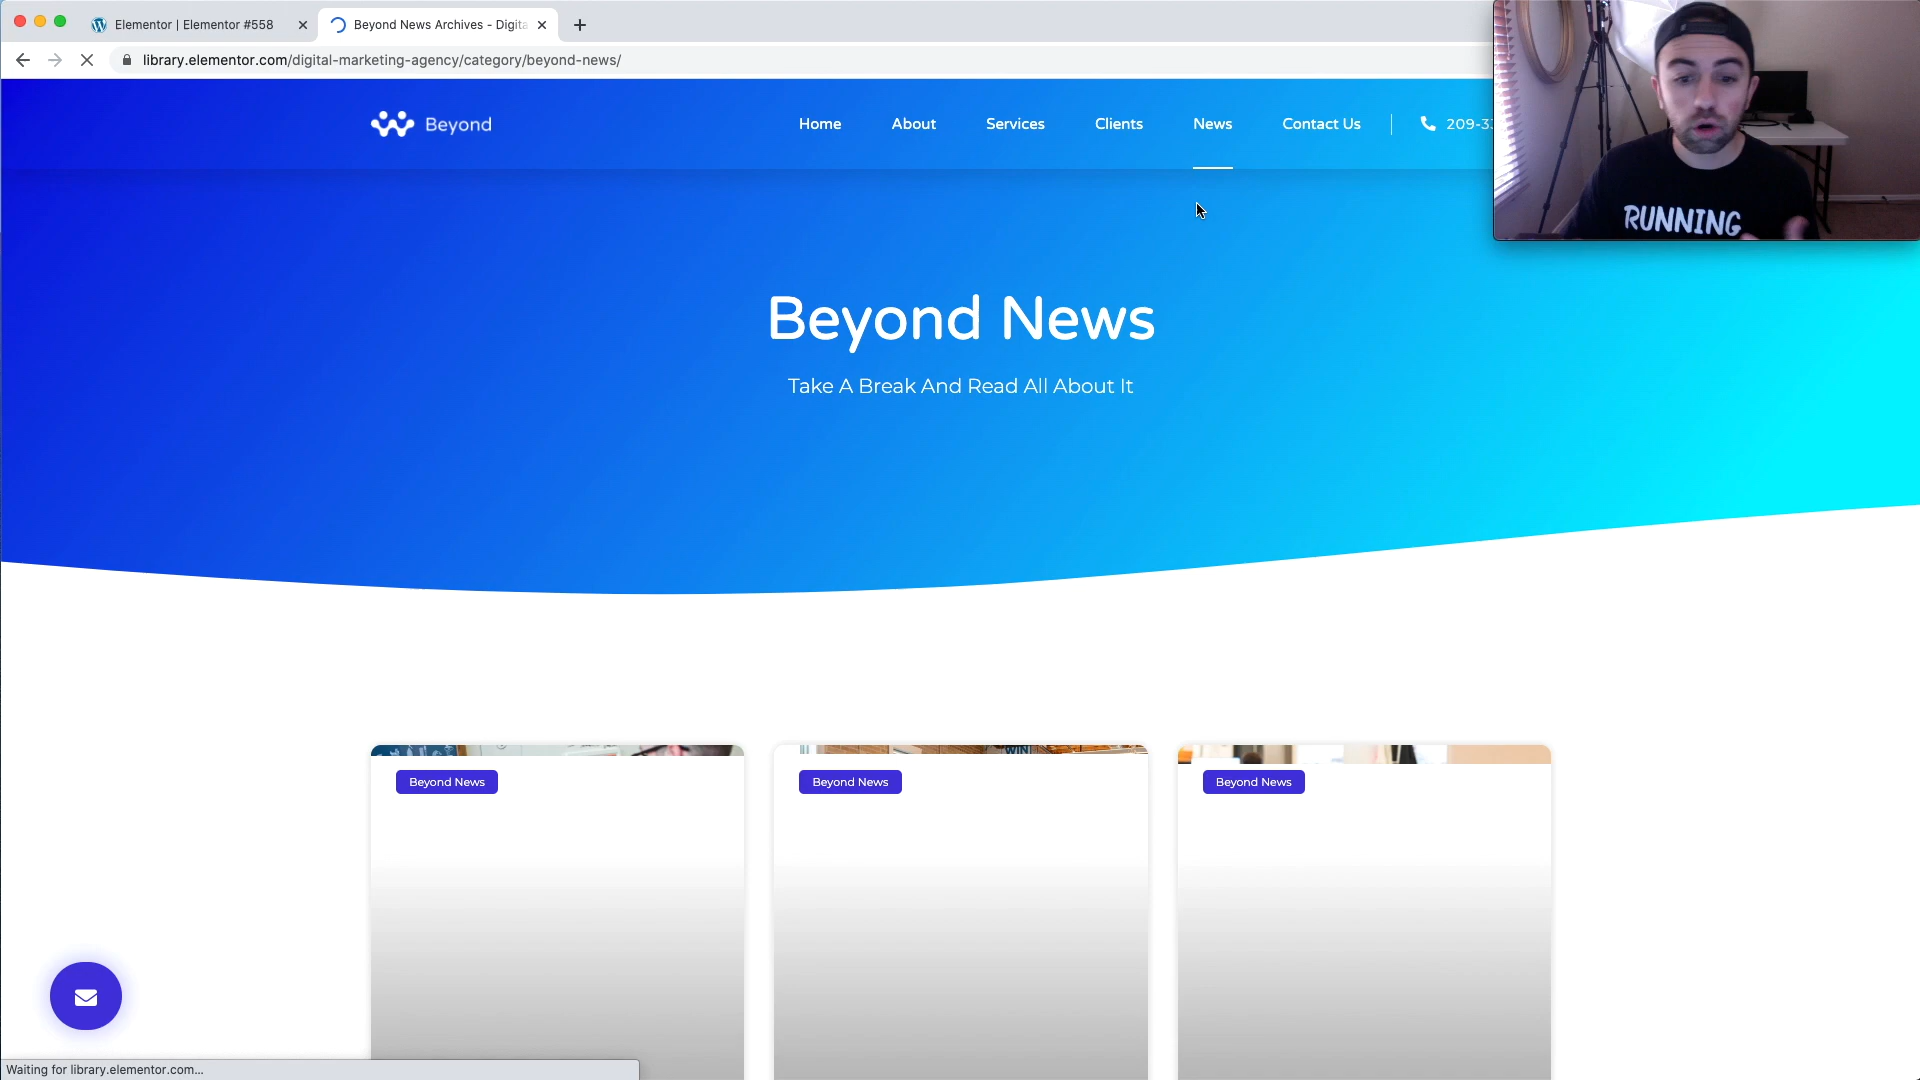 Elementor | Elementor #558
Beyond News Archives - Digita
library.elementor.com/digital-marketing-agency/category/beyond-news/
Beyond
Home
About
Services
Clients
News
Contact Us
209-33
RUNNING
Beyond News
Take A Break And Read All About It
WIN
Beyond News
Beyond News
Beyond News
Waiting for library.elementor.com...